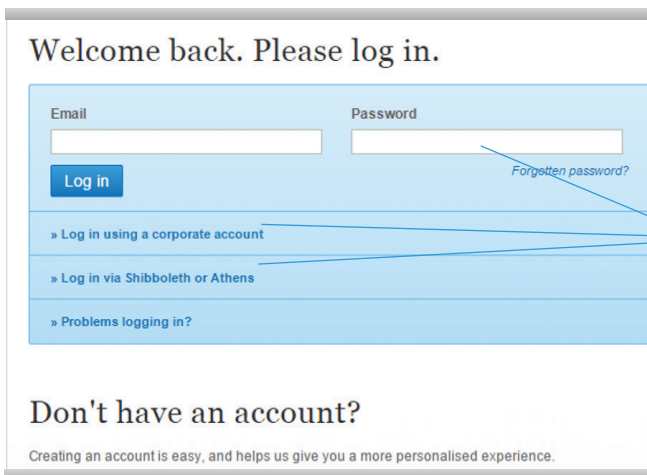 Welcome back. Please log in.
Email Password
Forgotten password?
Log in
» Log in using a corporate account
» Log in via Shibboleth or Athens
» Problems logging in?
Don't have an account?
Creating an account is easy, and helps us give you a more personalised experience.